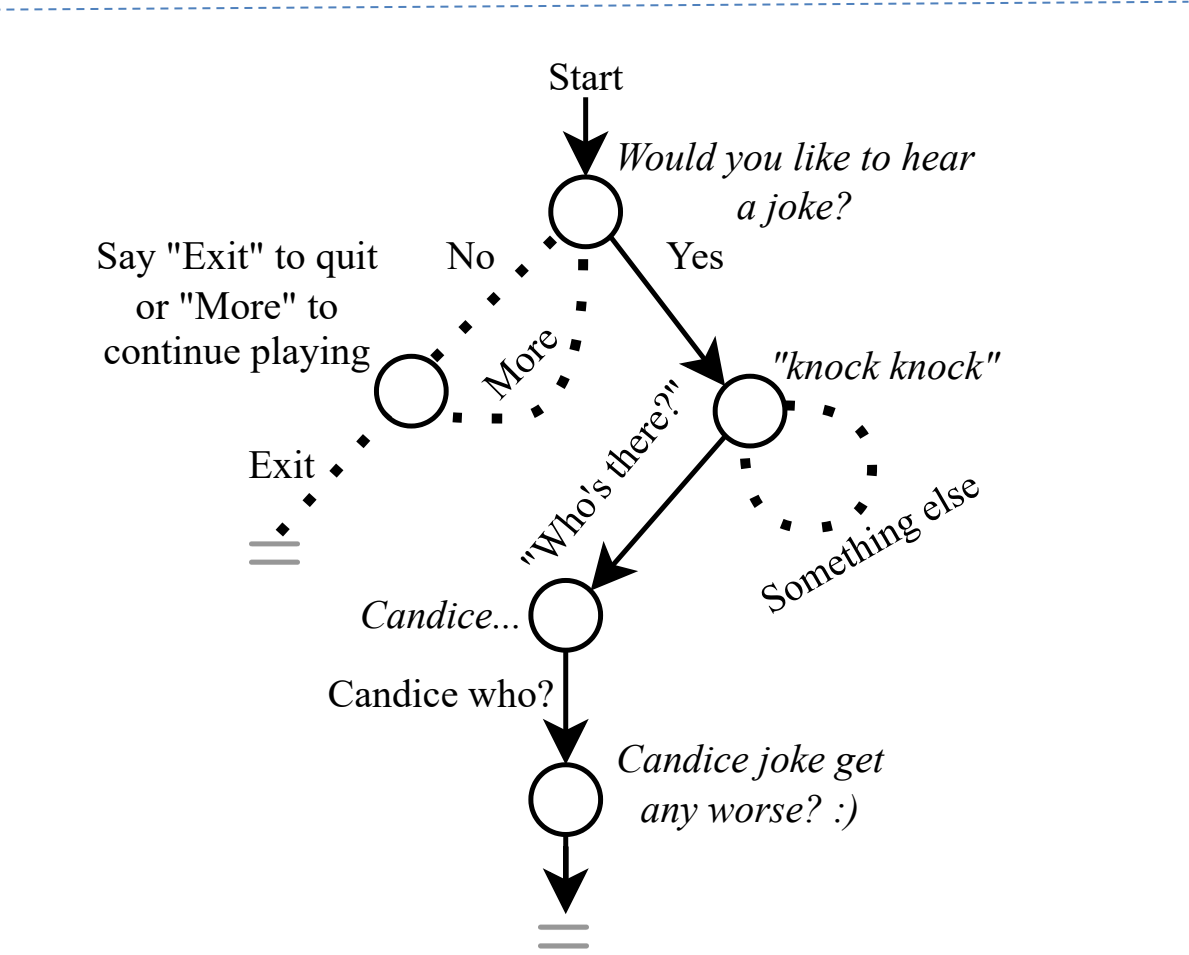 Start
Would you like to hear
a joke?
No
Yes
Say "Exit" to quit
or "More" to
continue playing
More
"knock knock"
"Who's there?"
Exit
Something else
Candice...
Candice who?
Candice joke get
any worse? :)